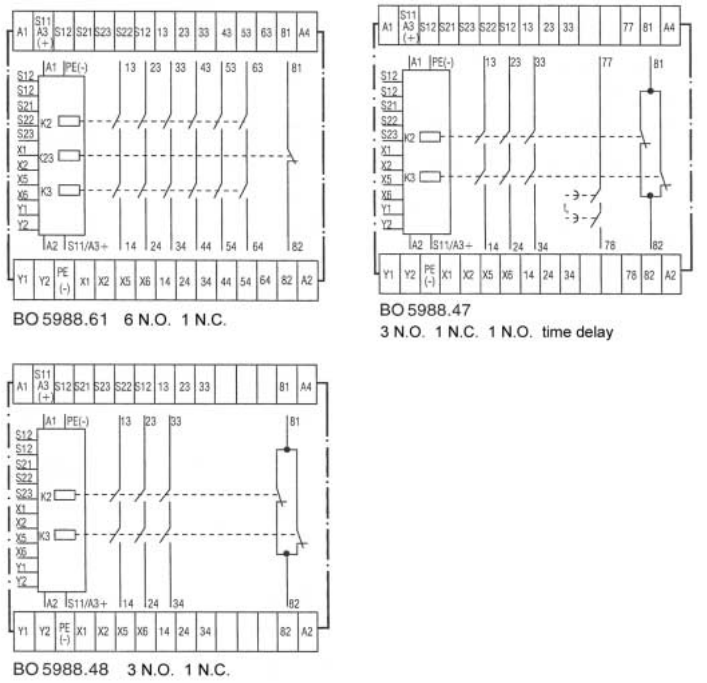 A1 S11 A3 (+) S12 S21 S23 S22 S12 13 23 33 43 53 63 81 A4
A1 PE(-) 13 23 33 43 53 63 81
S12
S12
S21
S22
K2
S23
X1
K23
X2
X5
K3
X6
Y1
Y2
A2 S11/A3+ 14 24 34 44 54 64 82
Y1 Y2 PE (-) X1 X2 X5 X6 14 24 34 44 54 64 82 A2
BO 5988.61 6 N.O. 1 N.C.
A1 S11 A3 (+) S12 S21 S23 S22 S12 13 23 33 77 81 A4
A1 PE(-) 13 23 33 77 81
S12
S12
S21
S22
S23
K2
X1
X2
K3
X5
X6
Y1
Y2
A2 S11/A3+ 14 24 34 78 82
Y1 Y2 PE (-) X1 X2 X5 X6 14 24 34 78 82 A2
BO 5988.47
3 N.O. 1 N.C. 1 N.O. time delay
A1 S11 A3 (+) S12 S21 S23 S22 S12 13 23 33 81 A4
A1 PE(-) 13 23 33 81
S12
S12
S21
S22
S23
K2
X1
X2
K3
X5
X6
Y1
Y2
A2 S11/A3+ 14 24 34 82
Y1 Y2 PE (-) X1 X2 X5 X6 14 24 34 82 A2
BO 5988.48 3 N.O. 1 N.C.